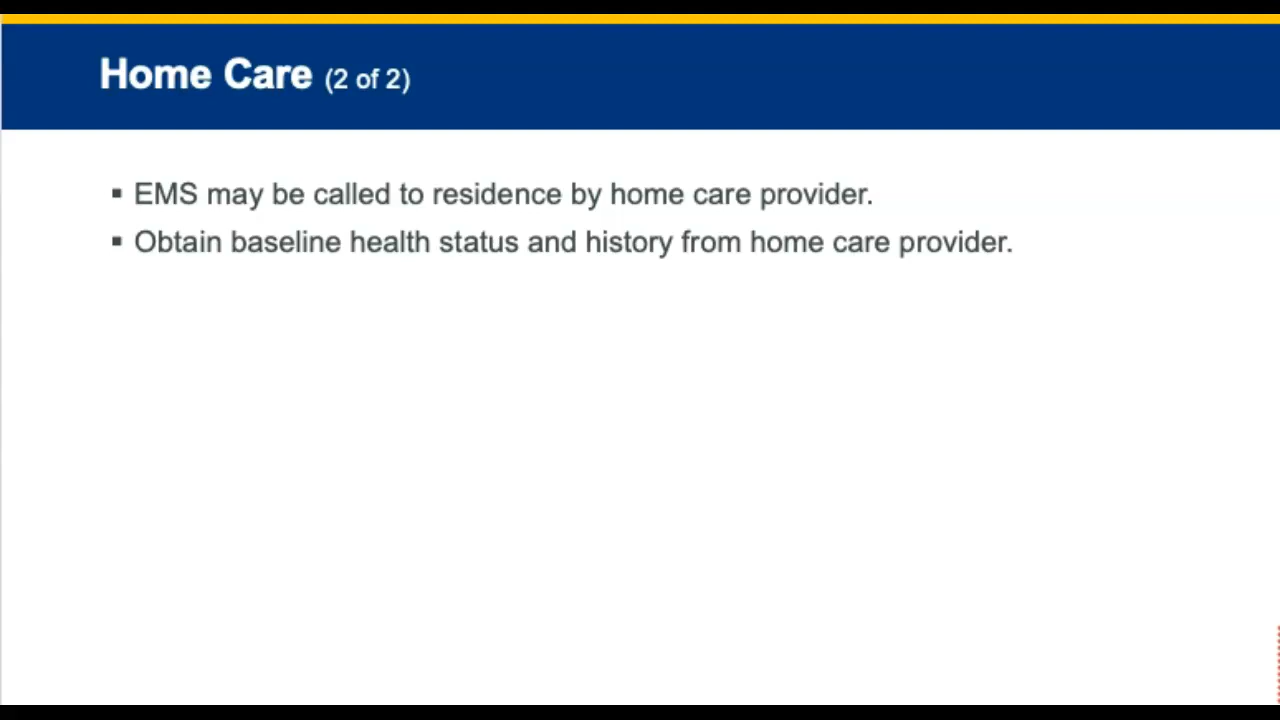 Home Care (2 of 2)
▪ EMS may be called to residence by home care provider.
▪ Obtain baseline health status and history from home care provider.